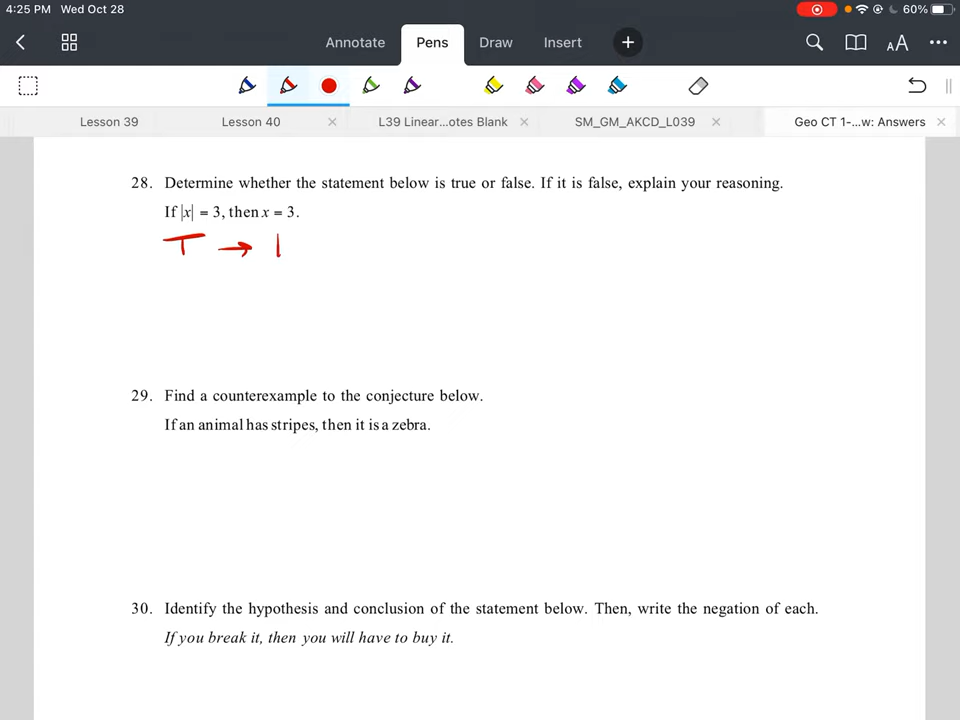 4:25 PM Wed Oct 28 60%
Annotate Pens Draw Insert
AA
Lesson 39 Lesson 40 L39 Linear...otes Blank SM_GM_AKCD_L039 Geo CT 1-...w: Answers
28. Determine whether the statement below is true or false. If it is false, explain your reasoning.
If |x| = 3, then x = 3.
T →
29. Find a counterexample to the conjecture below.
If an animal has stripes, then it is a zebra.
30. Identify the hypothesis and conclusion of the statement below. Then, write the negation of each.
If you break it, then you will have to buy it.